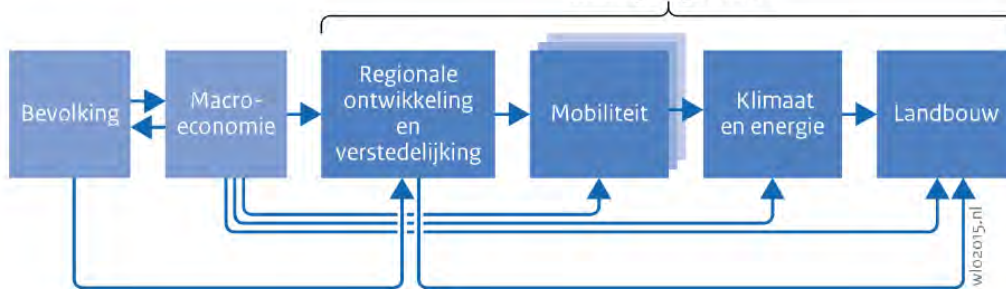 Bevolking
Macro-
economie
Regionale
ontwikkeling
en
verstedelijking
Mobiliteit
Klimaat
en energie
Landbouw
wlo2015.nl